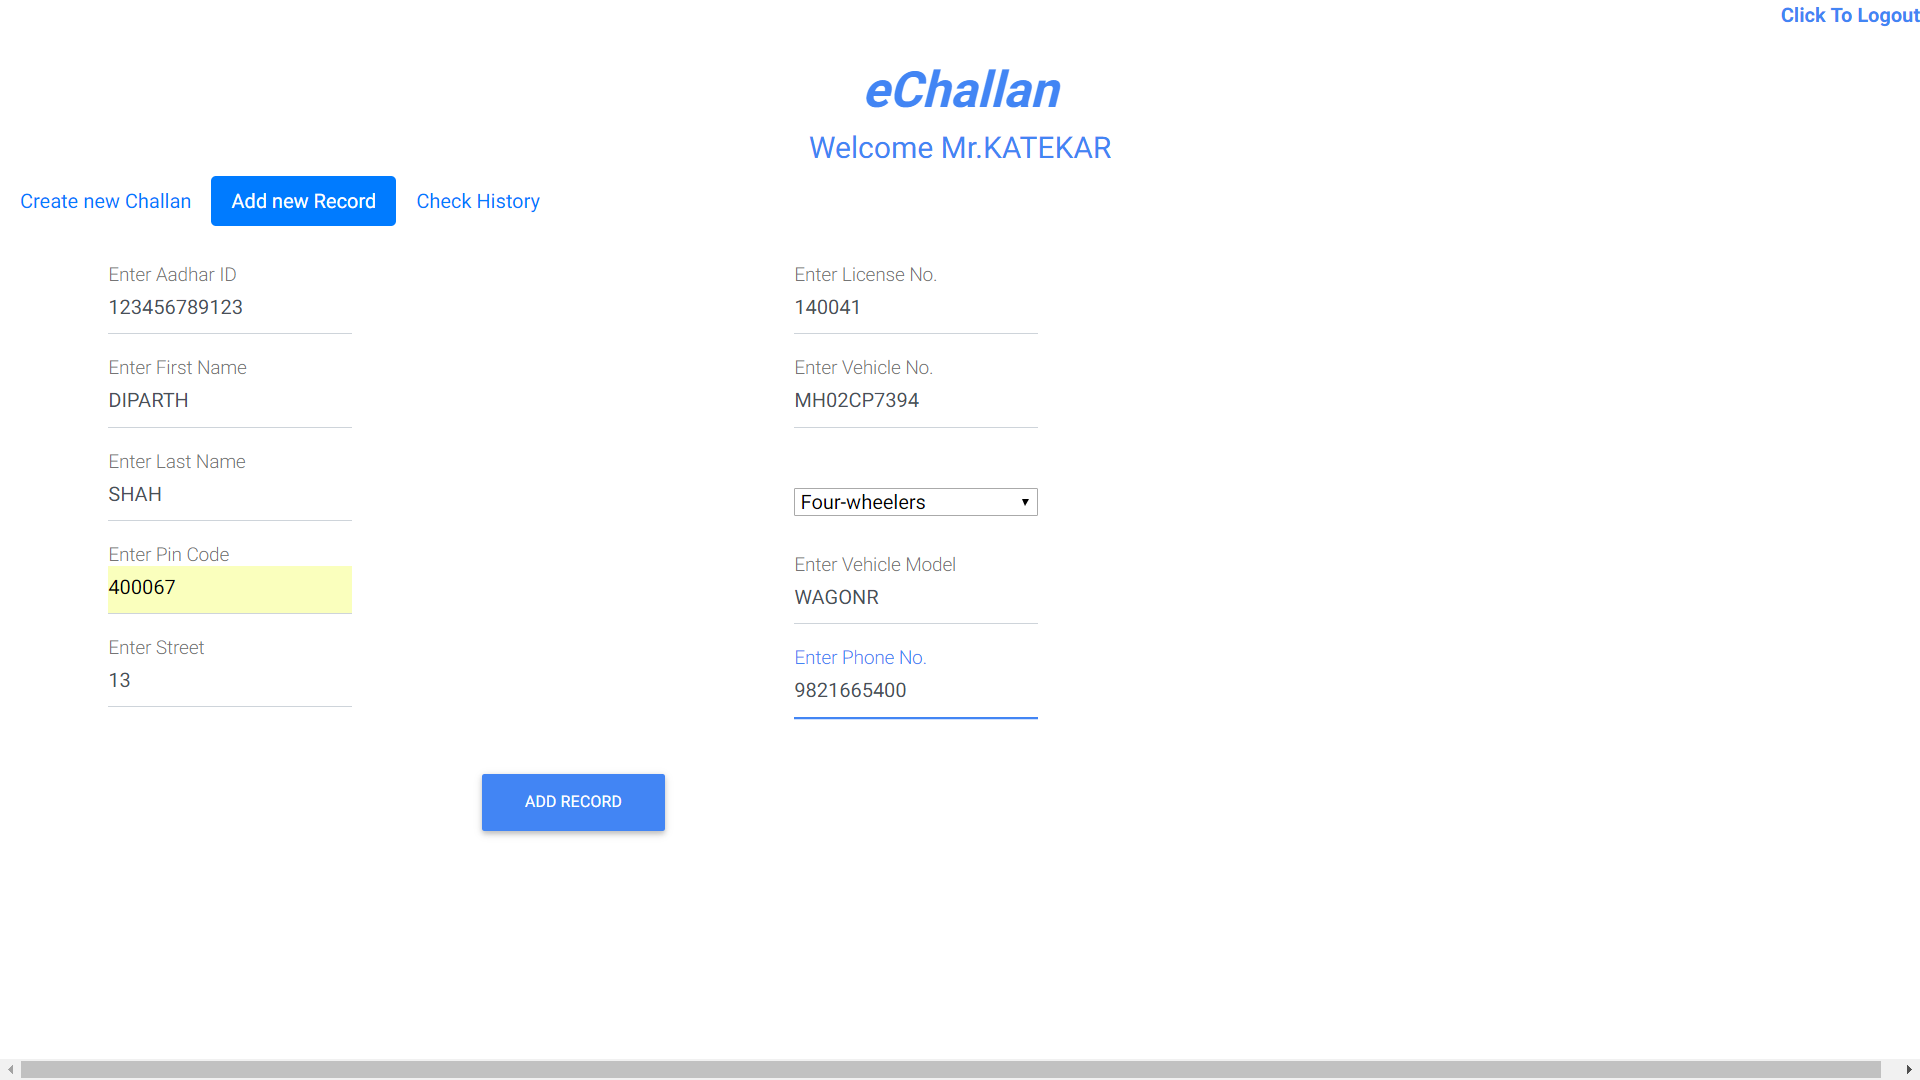 Click To Logout
eChallan
Welcome Mr.KATEKAR
Create new Challan Add new Record Check History
Enter Aadhar ID
123456789123
Enter First Name
DIPARTH
Enter Last Name
SHAH
Enter Pin Code
400067
Enter Street
13
Enter License No.
140041
Enter Vehicle No.
MH02CP7394
Four-wheelers
Enter Vehicle Model
WAGONR
Enter Phone No.
9821665400
ADD RECORD